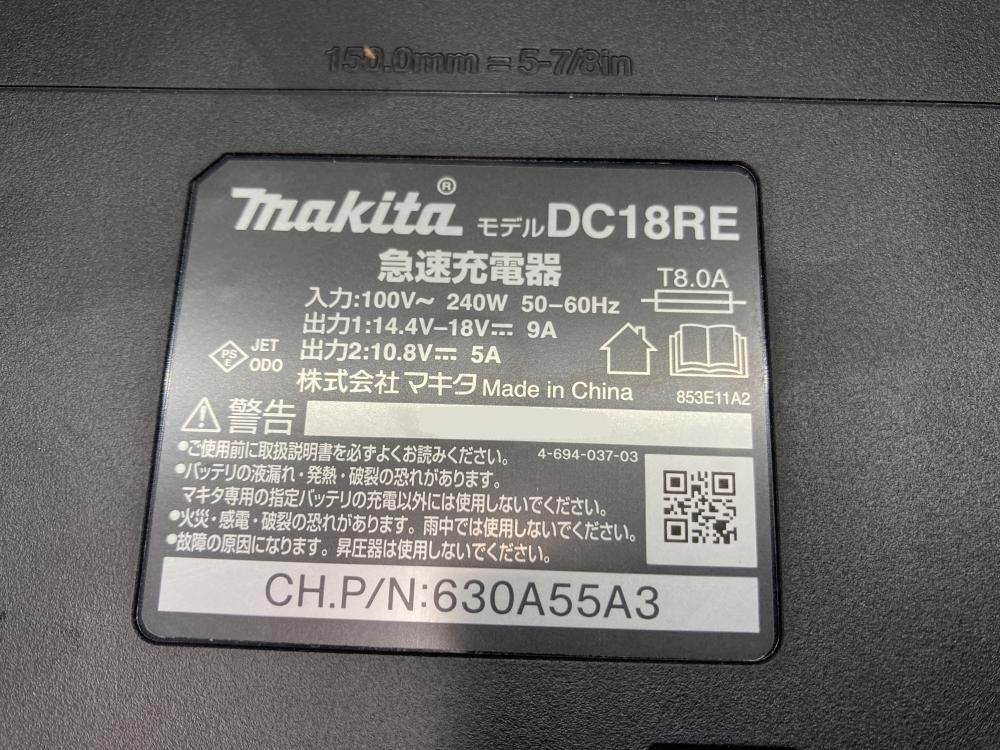 150.0mm = 5-7/8in
makita® モデル DC18RE
急速充電器
T8.0A
入力:100V～ 240W 50-60Hz
出力1:14.4V-18V⎓ 9A
出力2:10.8V⎓ 5A
PS E JET ODO
株式会社 マキタ Made in China
853E11A2
警告
●ご使用前に取扱説明書を必ずよくお読みください。 4-694-037-03
●バッテリの液漏れ・発熱・破裂の恐れがあります。
マキタ専用の指定バッテリの充電以外には使用しないでください。
●火災・感電・破裂の恐れがあります。雨中では使用しないでください。
●故障の原因になります。昇圧器は使用しないでください。
CH.P/N:630A55A3